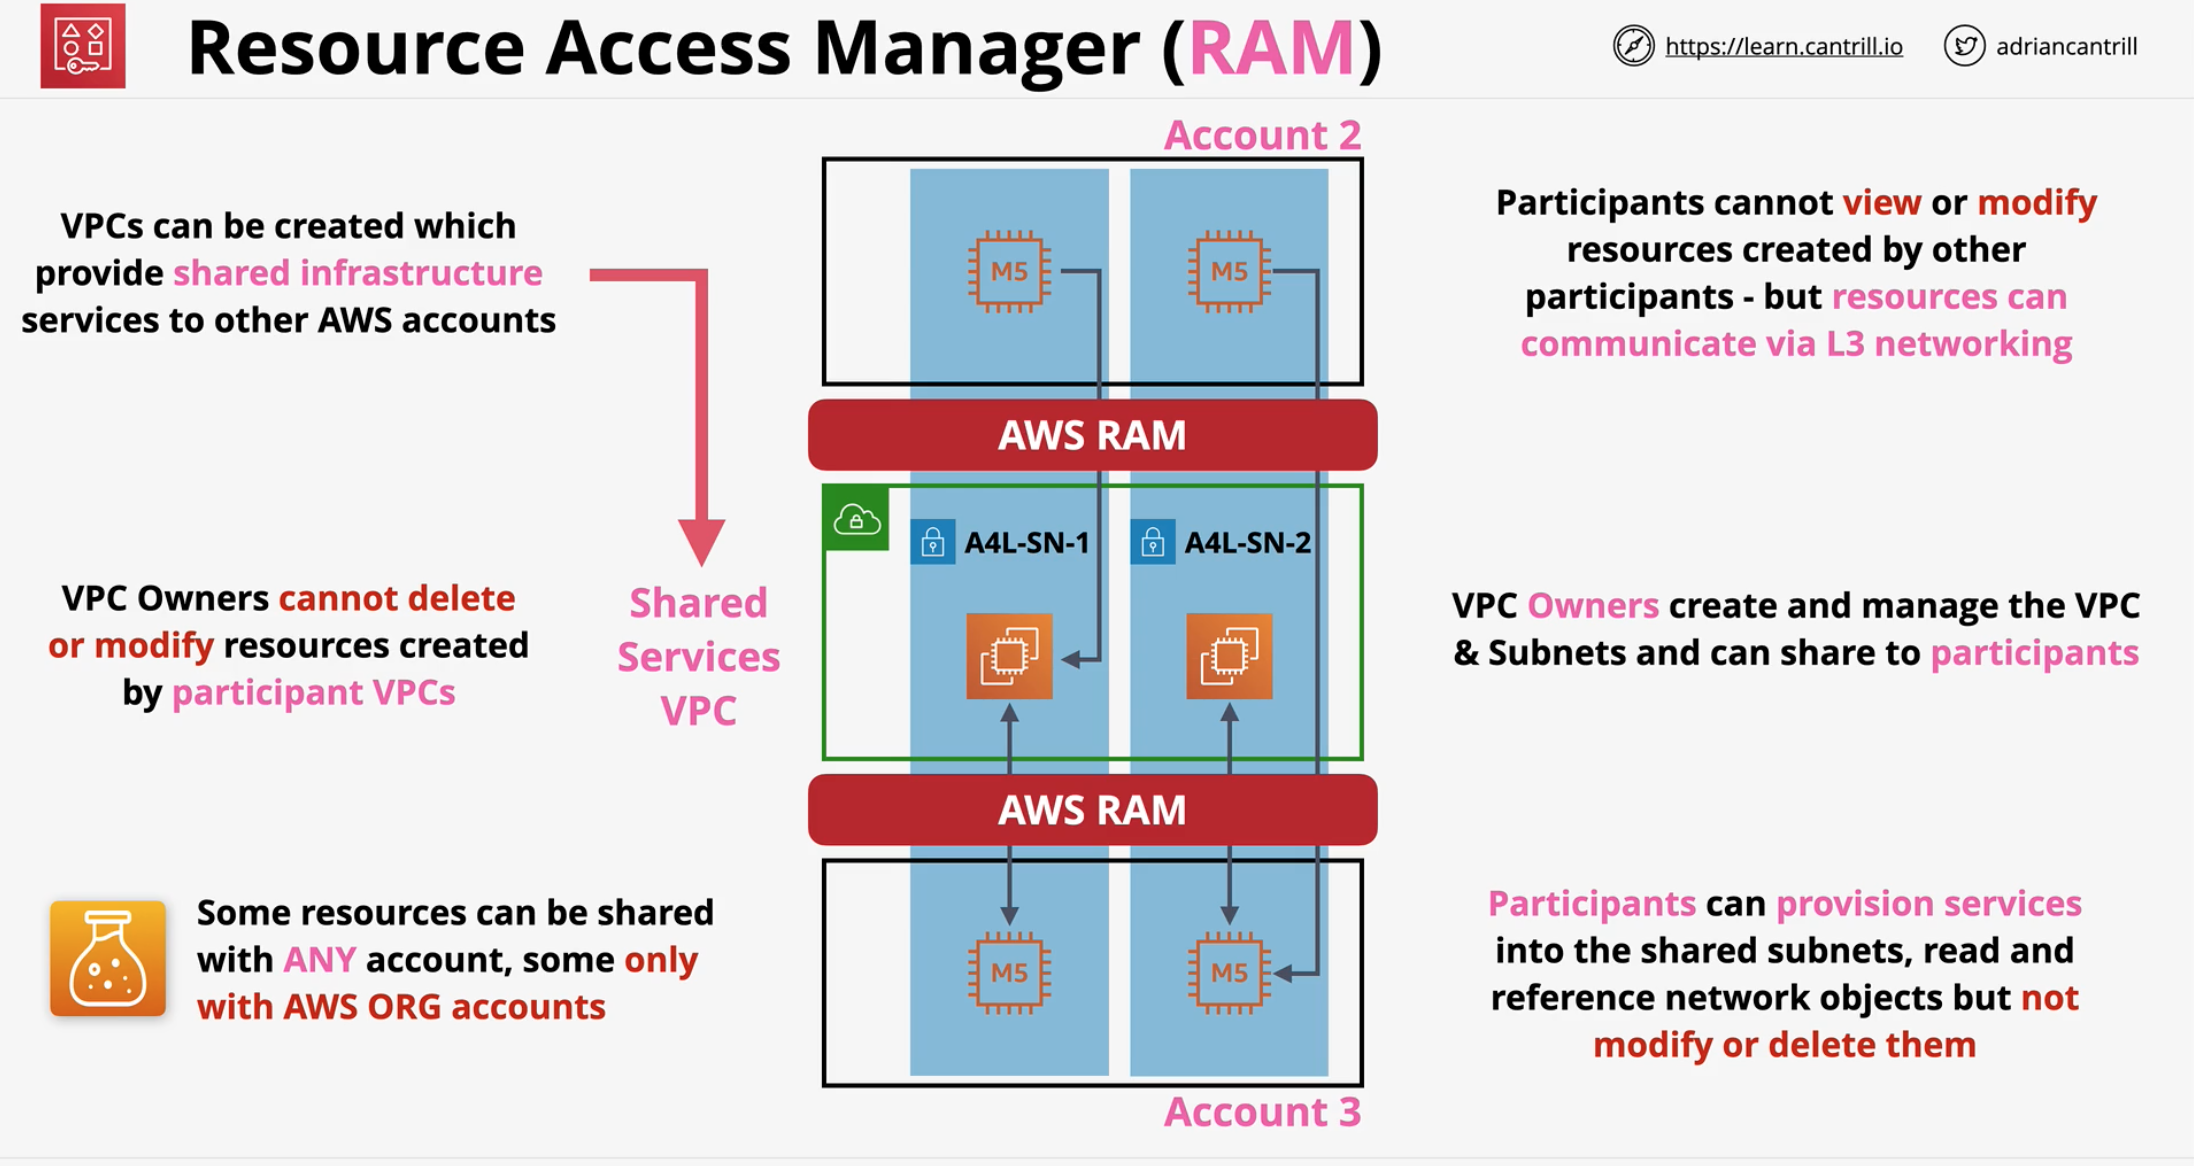 Resource Access Manager (RAM)
https://learn.cantrill.io
adriancantrill
Account 2
VPCs can be created which
provide shared infrastructure
services to other AWS accounts
Participants cannot view or modify
resources created by other
participants - but resources can
communicate via L3 networking
M5
M5
AWS RAM
A4L-SN-1
A4L-SN-2
VPC Owners cannot delete
or modify resources created
by participant VPCs
Shared
Services
VPC
VPC Owners create and manage the VPC
& Subnets and can share to participants
AWS RAM
Some resources can be shared
with ANY account, some only
with AWS ORG accounts
M5
M5
Participants can provision services
into the shared subnets, read and
reference network objects but not
modify or delete them
Account 3